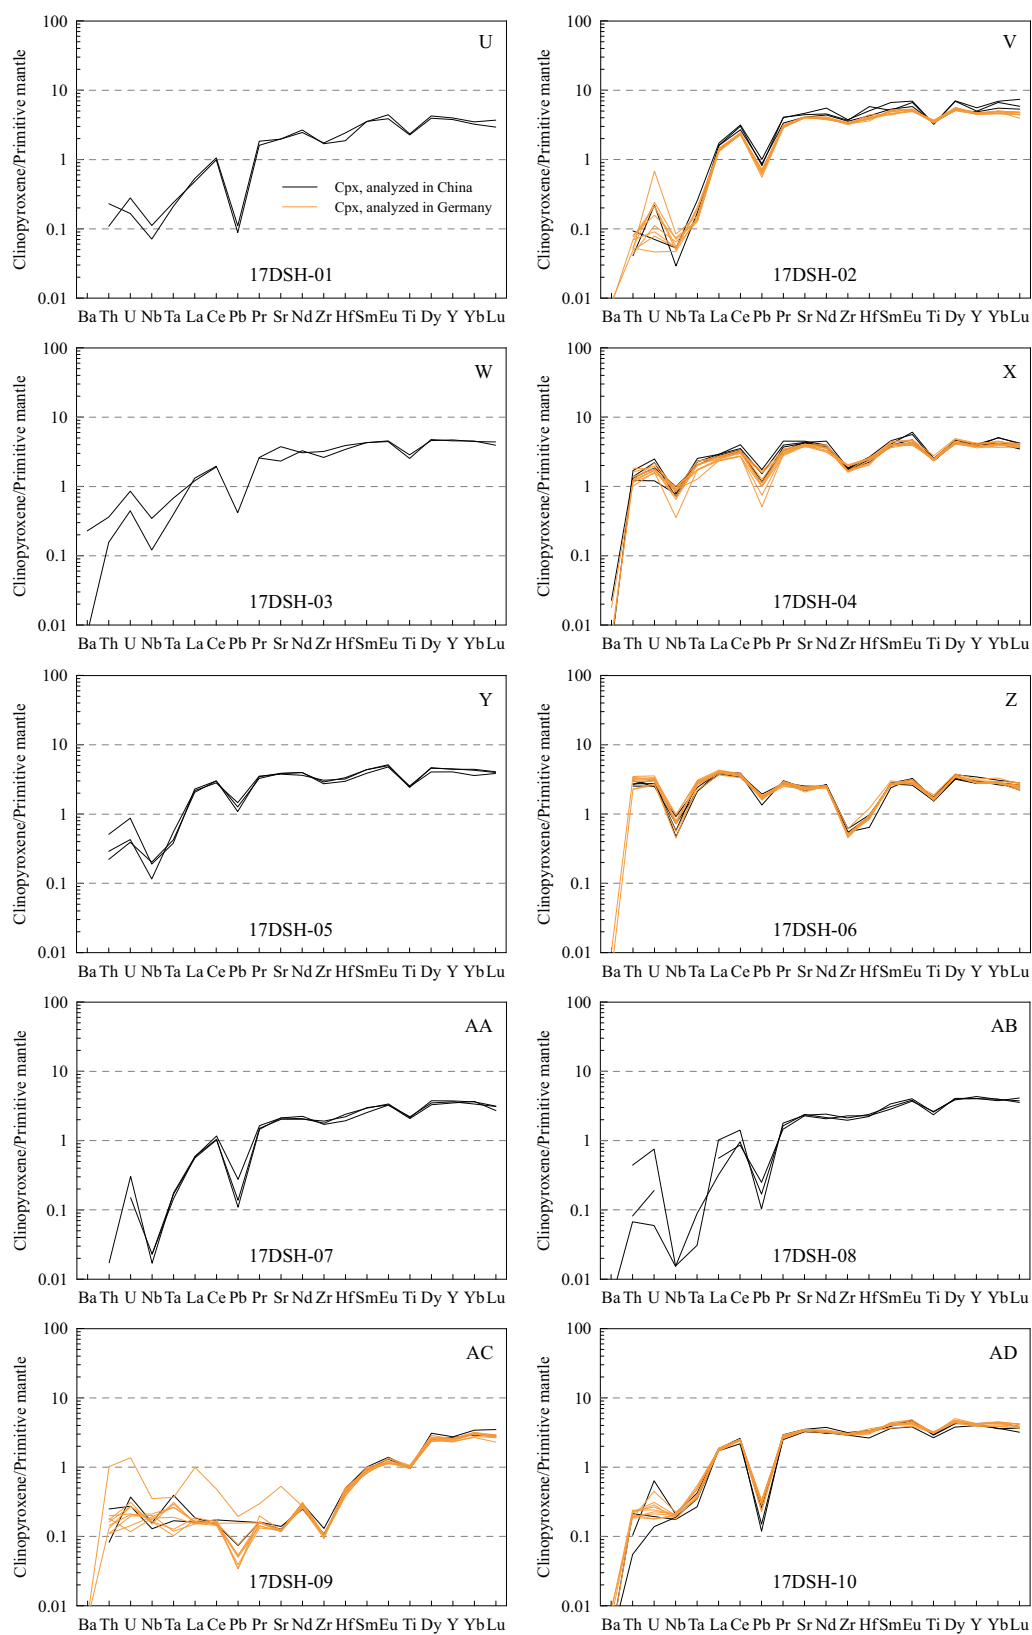 100
10
1
0.1
0.01
Clinopyroxene/Primitive mantle
U
Cpx, analyzed in China
Cpx, analyzed in Germany
17DSH-01
Ba Th U Nb Ta La Ce Pb Pr Sr Nd Zr Hf Sm Eu Ti Dy Y Yb Lu
100
10
1
0.1
0.01
Clinopyroxene/Primitive mantle
V
17DSH-02
Ba Th U Nb Ta La Ce Pb Pr Sr Nd Zr Hf Sm Eu Ti Dy Y Yb Lu
100
10
1
0.1
0.01
Clinopyroxene/Primitive mantle
W
17DSH-03
Ba Th U Nb Ta La Ce Pb Pr Sr Nd Zr Hf Sm Eu Ti Dy Y Yb Lu
100
10
1
0.1
0.01
Clinopyroxene/Primitive mantle
X
17DSH-04
Ba Th U Nb Ta La Ce Pb Pr Sr Nd Zr Hf Sm Eu Ti Dy Y Yb Lu
100
10
1
0.1
0.01
Clinopyroxene/Primitive mantle
Y
17DSH-05
Ba Th U Nb Ta La Ce Pb Pr Sr Nd Zr Hf Sm Eu Ti Dy Y Yb Lu
100
10
1
0.1
0.01
Clinopyroxene/Primitive mantle
Z
17DSH-06
Ba Th U Nb Ta La Ce Pb Pr Sr Nd Zr Hf Sm Eu Ti Dy Y Yb Lu
100
10
1
0.1
0.01
Clinopyroxene/Primitive mantle
AA
17DSH-07
Ba Th U Nb Ta La Ce Pb Pr Sr Nd Zr Hf Sm Eu Ti Dy Y Yb Lu
100
10
1
0.1
0.01
Clinopyroxene/Primitive mantle
AB
17DSH-08
Ba Th U Nb Ta La Ce Pb Pr Sr Nd Zr Hf Sm Eu Ti Dy Y Yb Lu
100
10
1
0.1
0.01
Clinopyroxene/Primitive mantle
AC
17DSH-09
Ba Th U Nb Ta La Ce Pb Pr Sr Nd Zr Hf Sm Eu Ti Dy Y Yb Lu
100
10
1
0.1
0.01
Clinopyroxene/Primitive mantle
AD
17DSH-10
Ba Th U Nb Ta La Ce Pb Pr Sr Nd Zr Hf Sm Eu Ti Dy Y Yb Lu